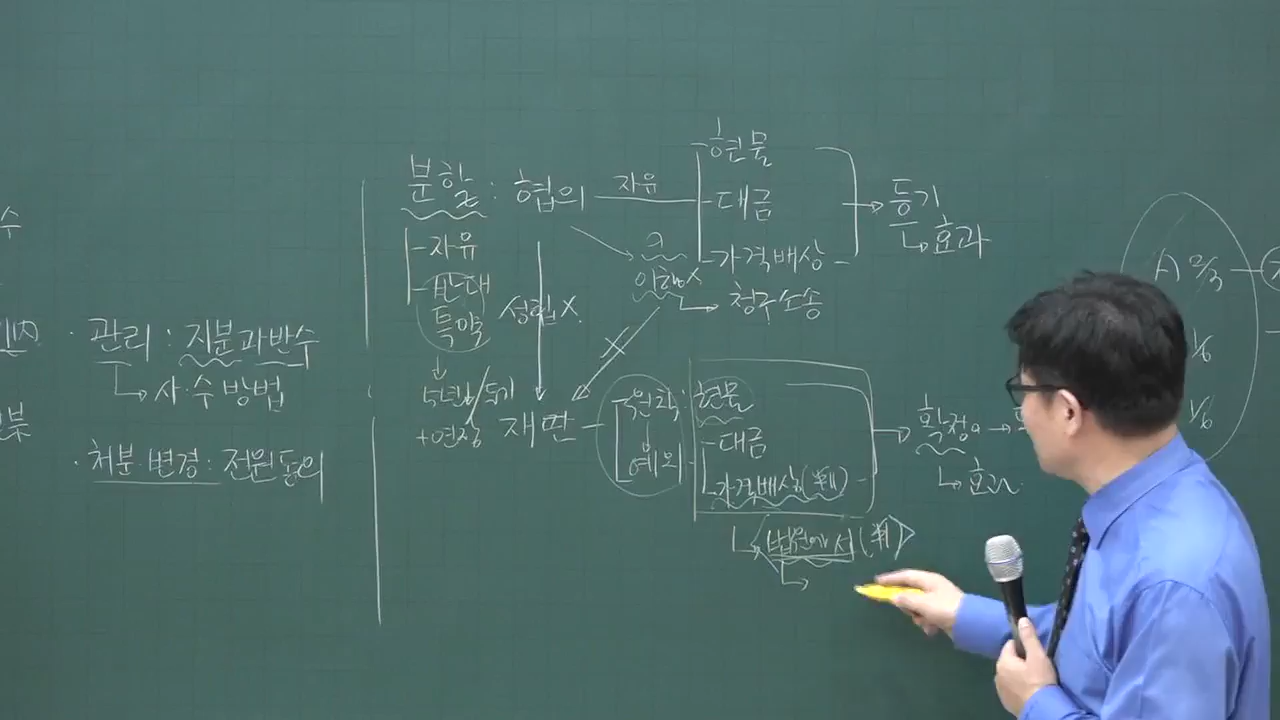 수
· 관리 : 지분과반수
↳ 사·수 방법
· 처분·변경 : 전원동의
분할 : 협의 자유
현물
대금
가격배상
등기
↳ 효과
자유
반대
특약
5년↓/등기
+연장
성립 X
이행 X
↳ 청구소송
재판
원칙 : 현물
예외
대금
가격배상(判)
확정
↳ 효과
법원에서(判)
A 2/3
1/6
1/6